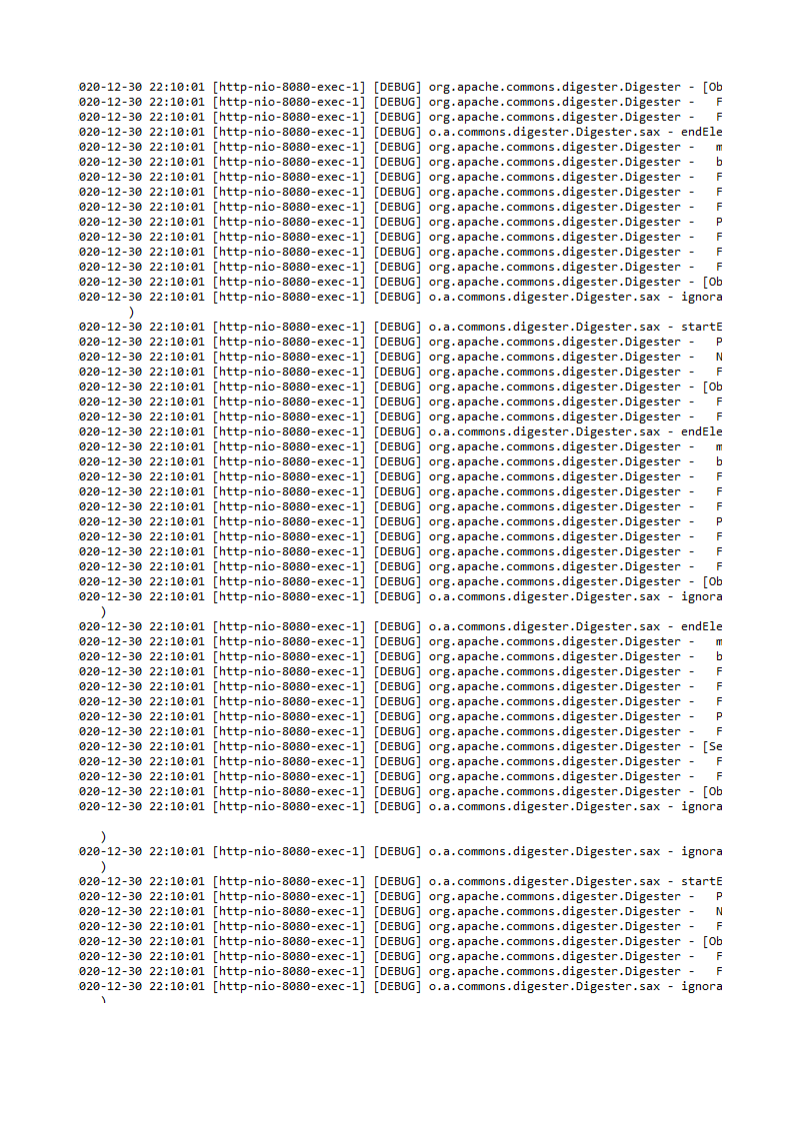 020-12-30 22:10:01 [http-nio-8080-exec-1] [DEBUG] org.apache.commons.digester.Digester - [Ob
020-12-30 22:10:01 [http-nio-8080-exec-1] [DEBUG] org.apache.commons.digester.Digester -   F
020-12-30 22:10:01 [http-nio-8080-exec-1] [DEBUG] org.apache.commons.digester.Digester -   F
020-12-30 22:10:01 [http-nio-8080-exec-1] [DEBUG] o.a.commons.digester.Digester.sax - endEle
020-12-30 22:10:01 [http-nio-8080-exec-1] [DEBUG] org.apache.commons.digester.Digester -   m
020-12-30 22:10:01 [http-nio-8080-exec-1] [DEBUG] org.apache.commons.digester.Digester -   b
020-12-30 22:10:01 [http-nio-8080-exec-1] [DEBUG] org.apache.commons.digester.Digester -   F
020-12-30 22:10:01 [http-nio-8080-exec-1] [DEBUG] org.apache.commons.digester.Digester -   F
020-12-30 22:10:01 [http-nio-8080-exec-1] [DEBUG] org.apache.commons.digester.Digester -   F
020-12-30 22:10:01 [http-nio-8080-exec-1] [DEBUG] org.apache.commons.digester.Digester -   P
020-12-30 22:10:01 [http-nio-8080-exec-1] [DEBUG] org.apache.commons.digester.Digester -   F
020-12-30 22:10:01 [http-nio-8080-exec-1] [DEBUG] org.apache.commons.digester.Digester -   F
020-12-30 22:10:01 [http-nio-8080-exec-1] [DEBUG] org.apache.commons.digester.Digester -   F
020-12-30 22:10:01 [http-nio-8080-exec-1] [DEBUG] org.apache.commons.digester.Digester - [Ob
020-12-30 22:10:01 [http-nio-8080-exec-1] [DEBUG] o.a.commons.digester.Digester.sax - ignora
)
020-12-30 22:10:01 [http-nio-8080-exec-1] [DEBUG] o.a.commons.digester.Digester.sax - startE
020-12-30 22:10:01 [http-nio-8080-exec-1] [DEBUG] org.apache.commons.digester.Digester -   P
020-12-30 22:10:01 [http-nio-8080-exec-1] [DEBUG] org.apache.commons.digester.Digester -   N
020-12-30 22:10:01 [http-nio-8080-exec-1] [DEBUG] org.apache.commons.digester.Digester -   F
020-12-30 22:10:01 [http-nio-8080-exec-1] [DEBUG] org.apache.commons.digester.Digester - [Ob
020-12-30 22:10:01 [http-nio-8080-exec-1] [DEBUG] org.apache.commons.digester.Digester -   F
020-12-30 22:10:01 [http-nio-8080-exec-1] [DEBUG] org.apache.commons.digester.Digester -   F
020-12-30 22:10:01 [http-nio-8080-exec-1] [DEBUG] o.a.commons.digester.Digester.sax - endEle
020-12-30 22:10:01 [http-nio-8080-exec-1] [DEBUG] org.apache.commons.digester.Digester -   m
020-12-30 22:10:01 [http-nio-8080-exec-1] [DEBUG] org.apache.commons.digester.Digester -   b
020-12-30 22:10:01 [http-nio-8080-exec-1] [DEBUG] org.apache.commons.digester.Digester -   F
020-12-30 22:10:01 [http-nio-8080-exec-1] [DEBUG] org.apache.commons.digester.Digester -   F
020-12-30 22:10:01 [http-nio-8080-exec-1] [DEBUG] org.apache.commons.digester.Digester -   F
020-12-30 22:10:01 [http-nio-8080-exec-1] [DEBUG] org.apache.commons.digester.Digester -   P
020-12-30 22:10:01 [http-nio-8080-exec-1] [DEBUG] org.apache.commons.digester.Digester -   F
020-12-30 22:10:01 [http-nio-8080-exec-1] [DEBUG] org.apache.commons.digester.Digester -   F
020-12-30 22:10:01 [http-nio-8080-exec-1] [DEBUG] org.apache.commons.digester.Digester -   F
020-12-30 22:10:01 [http-nio-8080-exec-1] [DEBUG] org.apache.commons.digester.Digester - [Ob
020-12-30 22:10:01 [http-nio-8080-exec-1] [DEBUG] o.a.commons.digester.Digester.sax - ignora
)
020-12-30 22:10:01 [http-nio-8080-exec-1] [DEBUG] o.a.commons.digester.Digester.sax - endEle
020-12-30 22:10:01 [http-nio-8080-exec-1] [DEBUG] org.apache.commons.digester.Digester -   m
020-12-30 22:10:01 [http-nio-8080-exec-1] [DEBUG] org.apache.commons.digester.Digester -   b
020-12-30 22:10:01 [http-nio-8080-exec-1] [DEBUG] org.apache.commons.digester.Digester -   F
020-12-30 22:10:01 [http-nio-8080-exec-1] [DEBUG] org.apache.commons.digester.Digester -   F
020-12-30 22:10:01 [http-nio-8080-exec-1] [DEBUG] org.apache.commons.digester.Digester -   F
020-12-30 22:10:01 [http-nio-8080-exec-1] [DEBUG] org.apache.commons.digester.Digester -   P
020-12-30 22:10:01 [http-nio-8080-exec-1] [DEBUG] org.apache.commons.digester.Digester -   F
020-12-30 22:10:01 [http-nio-8080-exec-1] [DEBUG] org.apache.commons.digester.Digester - [Se
020-12-30 22:10:01 [http-nio-8080-exec-1] [DEBUG] org.apache.commons.digester.Digester -   F
020-12-30 22:10:01 [http-nio-8080-exec-1] [DEBUG] org.apache.commons.digester.Digester -   F
020-12-30 22:10:01 [http-nio-8080-exec-1] [DEBUG] org.apache.commons.digester.Digester - [Ob
020-12-30 22:10:01 [http-nio-8080-exec-1] [DEBUG] o.a.commons.digester.Digester.sax - ignora
)
020-12-30 22:10:01 [http-nio-8080-exec-1] [DEBUG] o.a.commons.digester.Digester.sax - ignora
)
020-12-30 22:10:01 [http-nio-8080-exec-1] [DEBUG] o.a.commons.digester.Digester.sax - startE
020-12-30 22:10:01 [http-nio-8080-exec-1] [DEBUG] org.apache.commons.digester.Digester -   P
020-12-30 22:10:01 [http-nio-8080-exec-1] [DEBUG] org.apache.commons.digester.Digester -   N
020-12-30 22:10:01 [http-nio-8080-exec-1] [DEBUG] org.apache.commons.digester.Digester -   F
020-12-30 22:10:01 [http-nio-8080-exec-1] [DEBUG] org.apache.commons.digester.Digester - [Ob
020-12-30 22:10:01 [http-nio-8080-exec-1] [DEBUG] org.apache.commons.digester.Digester -   F
020-12-30 22:10:01 [http-nio-8080-exec-1] [DEBUG] org.apache.commons.digester.Digester -   F
020-12-30 22:10:01 [http-nio-8080-exec-1] [DEBUG] o.a.commons.digester.Digester.sax - ignora
)